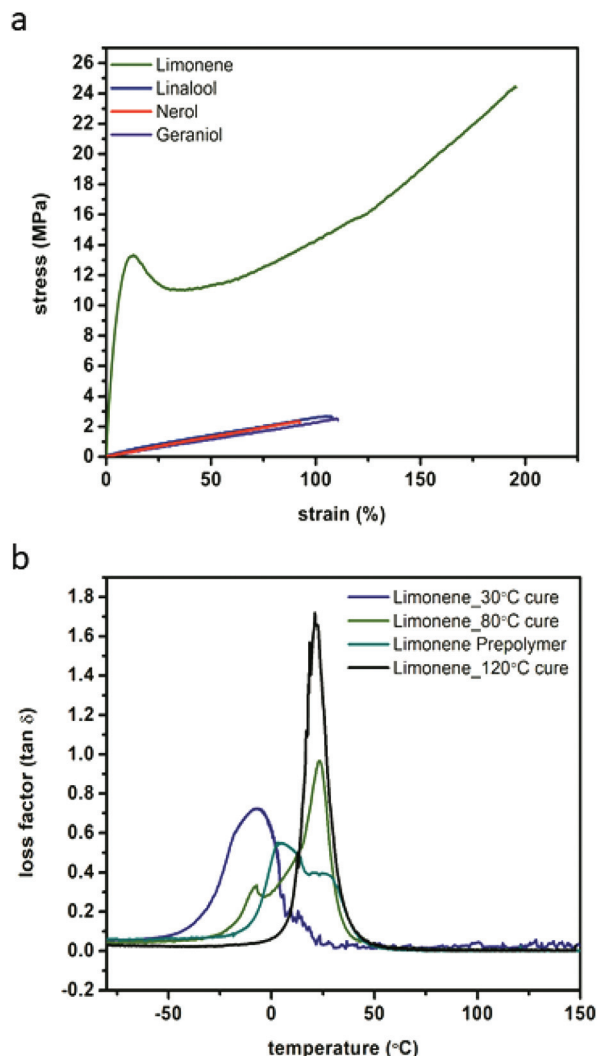 a
Limonene
Linalool
Nerol
Geraniol
26
24
22
20
18
16
14
12
10
8
6
4
2
0
stress (MPa)
0 50 100 150 200
strain (%)
b
1.8
1.6
1.4
1.2
1.0
0.8
0.6
0.4
0.2
0.0
-0.2
loss factor (tan δ)
Limonene_30°C cure
Limonene_80°C cure
Limonene Prepolymer
Limonene_120°C cure
-50 0 50 100 150
temperature (°C)